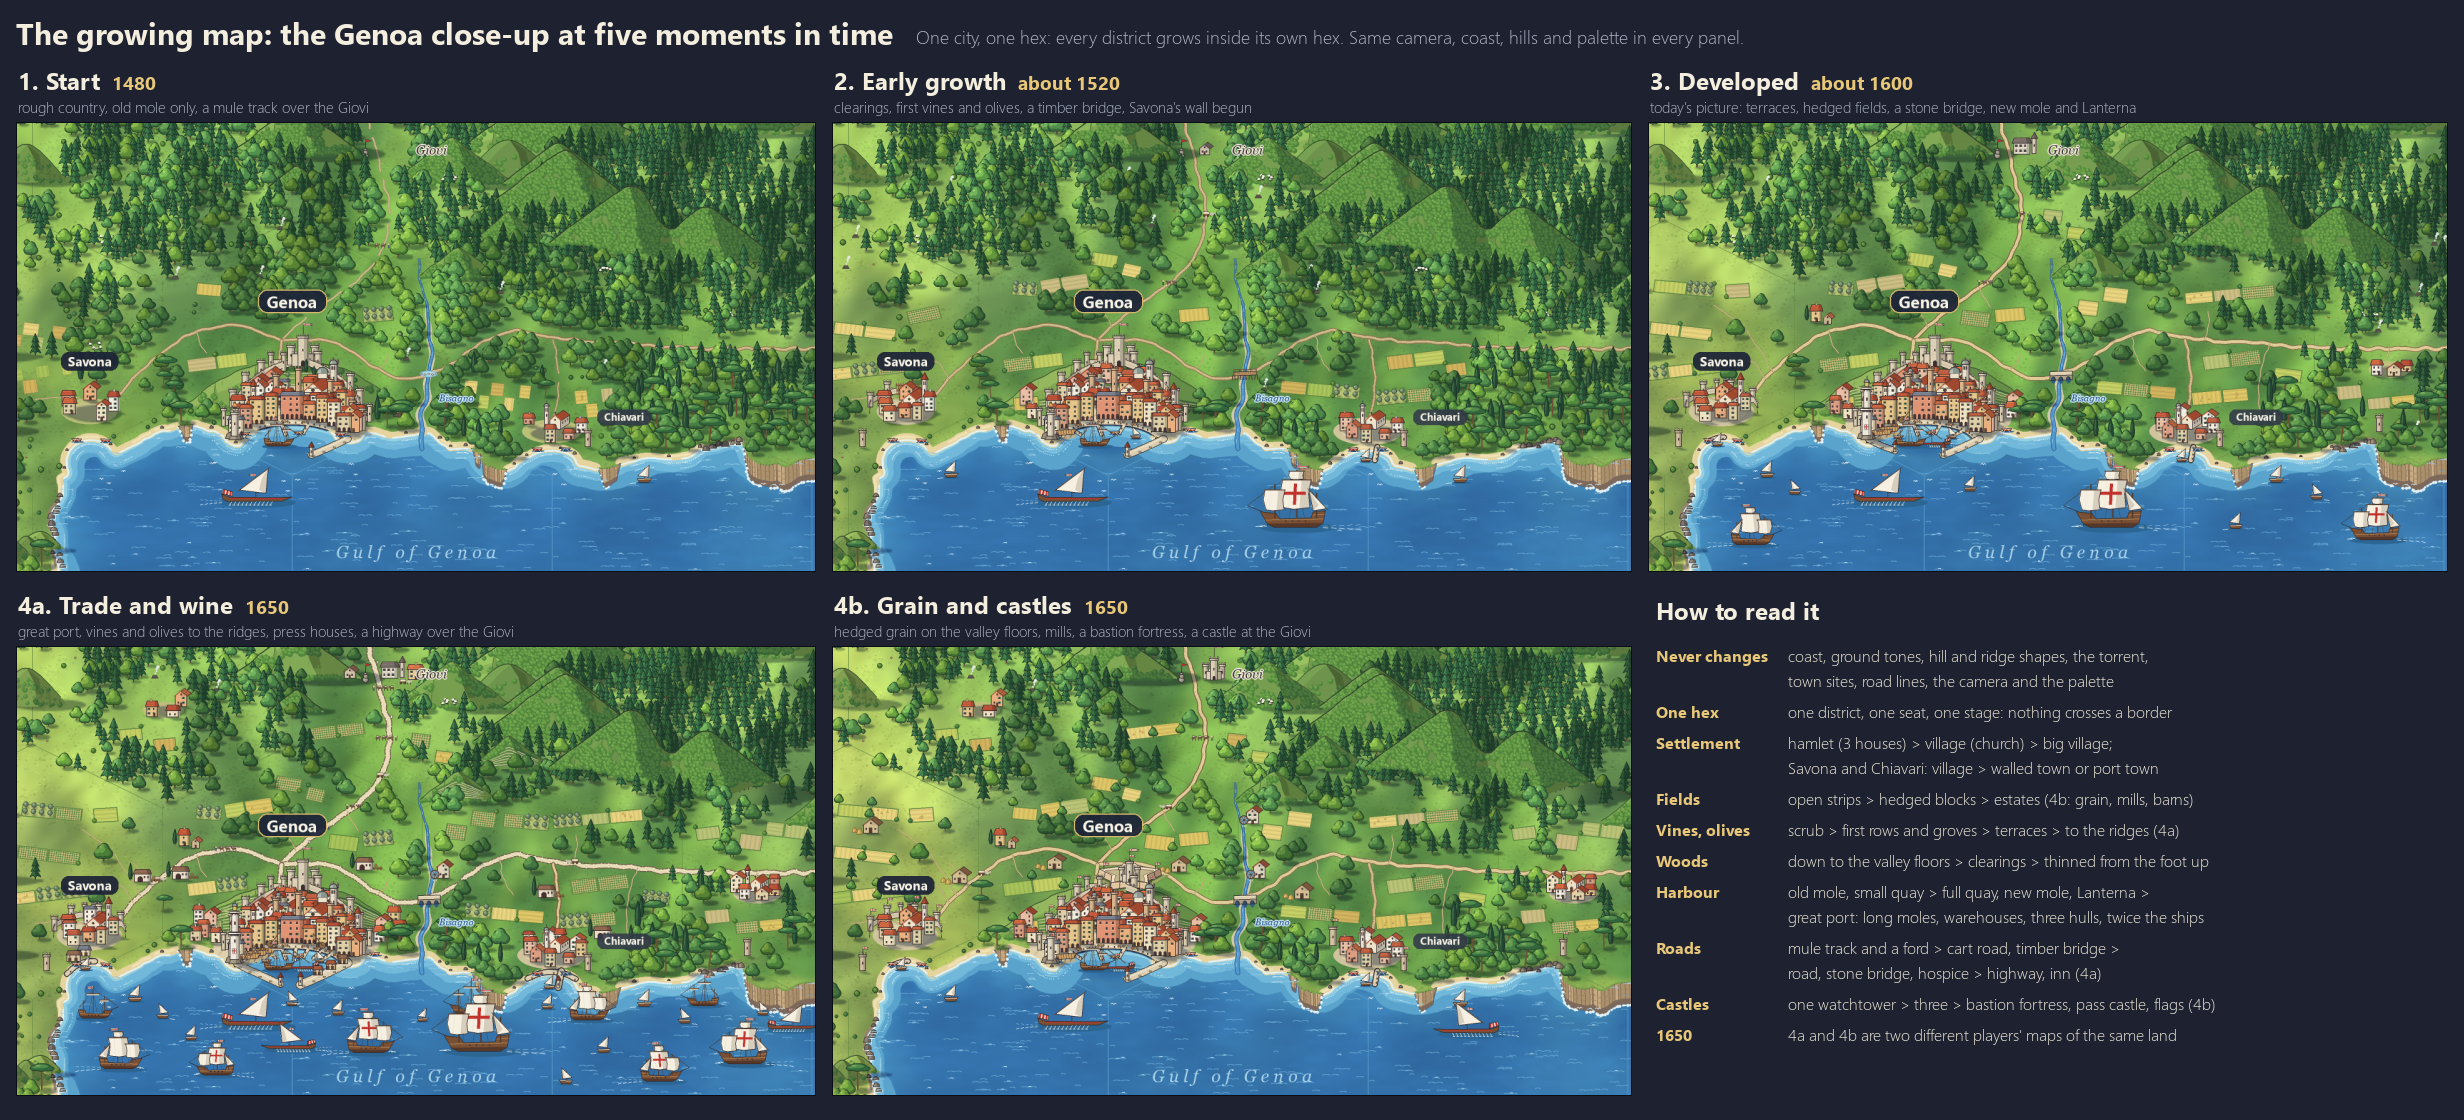 The growing map: the Genoa close-up at five moments in time
One city, one hex: every district grows inside its own hex. Same camera, coast, hills and palette in every panel.
1. Start 1480
rough country, old mole only, a mule track over the Giovi
Giovi
Genoa
Savona
Bisagno
Chiavari
Gulf of Genoa
2. Early growth about 1520
clearings, first vines and olives, a timber bridge, Savona's wall begun
Giovi
Genoa
Savona
Bisagno
Chiavari
Gulf of Genoa
3. Developed about 1600
today's picture: terraces, hedged fields, a stone bridge, new mole and Lanterna
Giovi
Genoa
Savona
Bisagno
Chiavari
Gulf of Genoa
4a. Trade and wine 1650
great port, vines and olives to the ridges, press houses, a highway over the Giovi
Giovi
Genoa
Savona
Bisagno
Chiavari
Gulf of Genoa
4b. Grain and castles 1650
hedged grain on the valley floors, mills, a bastion fortress, a castle at the Giovi
Giovi
Genoa
Savona
Bisagno
Chiavari
Gulf of Genoa
How to read it
Never changes coast, ground tones, hill and ridge shapes, the torrent,
town sites, road lines, the camera and the palette
One hex one district, one seat, one stage: nothing crosses a border
Settlement hamlet (3 houses) > village (church) > big village;
Savona and Chiavari: village > walled town or port town
Fields open strips > hedged blocks > estates (4b: grain, mills, barns)
Vines, olives scrub > first rows and groves > terraces > to the ridges (4a)
Woods down to the valley floors > clearings > thinned from the foot up
Harbour old mole, small quay > full quay, new mole, Lanterna >
great port: long moles, warehouses, three hulls, twice the ships
Roads mule track and a ford > cart road, timber bridge >
road, stone bridge, hospice > highway, inn (4a)
Castles one watchtower > three > bastion fortress, pass castle, flags (4b)
1650 4a and 4b are two different players' maps of the same land